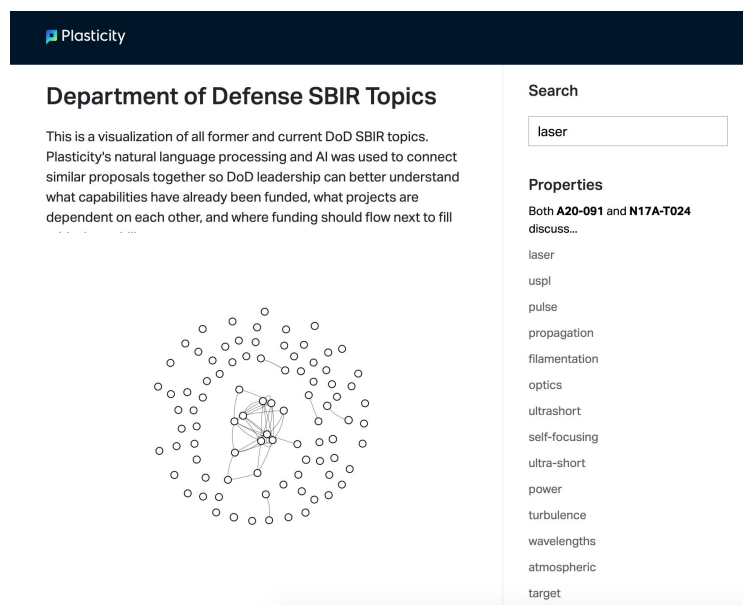 Plasticity
Department of Defense SBIR Topics
This is a visualization of all former and current DoD SBIR topics.
Plasticity's natural language processing and AI was used to connect
similar proposals together so DoD leadership can better understand
what capabilities have already been funded, what projects are
dependent on each other, and where funding should flow next to fill
Search
laser
Properties
Both A20-091 and N17A-T024
discuss...
laser
uspl
pulse
propagation
filamentation
optics
ultrashort
self-focusing
ultra-short
power
turbulence
wavelengths
atmospheric
target